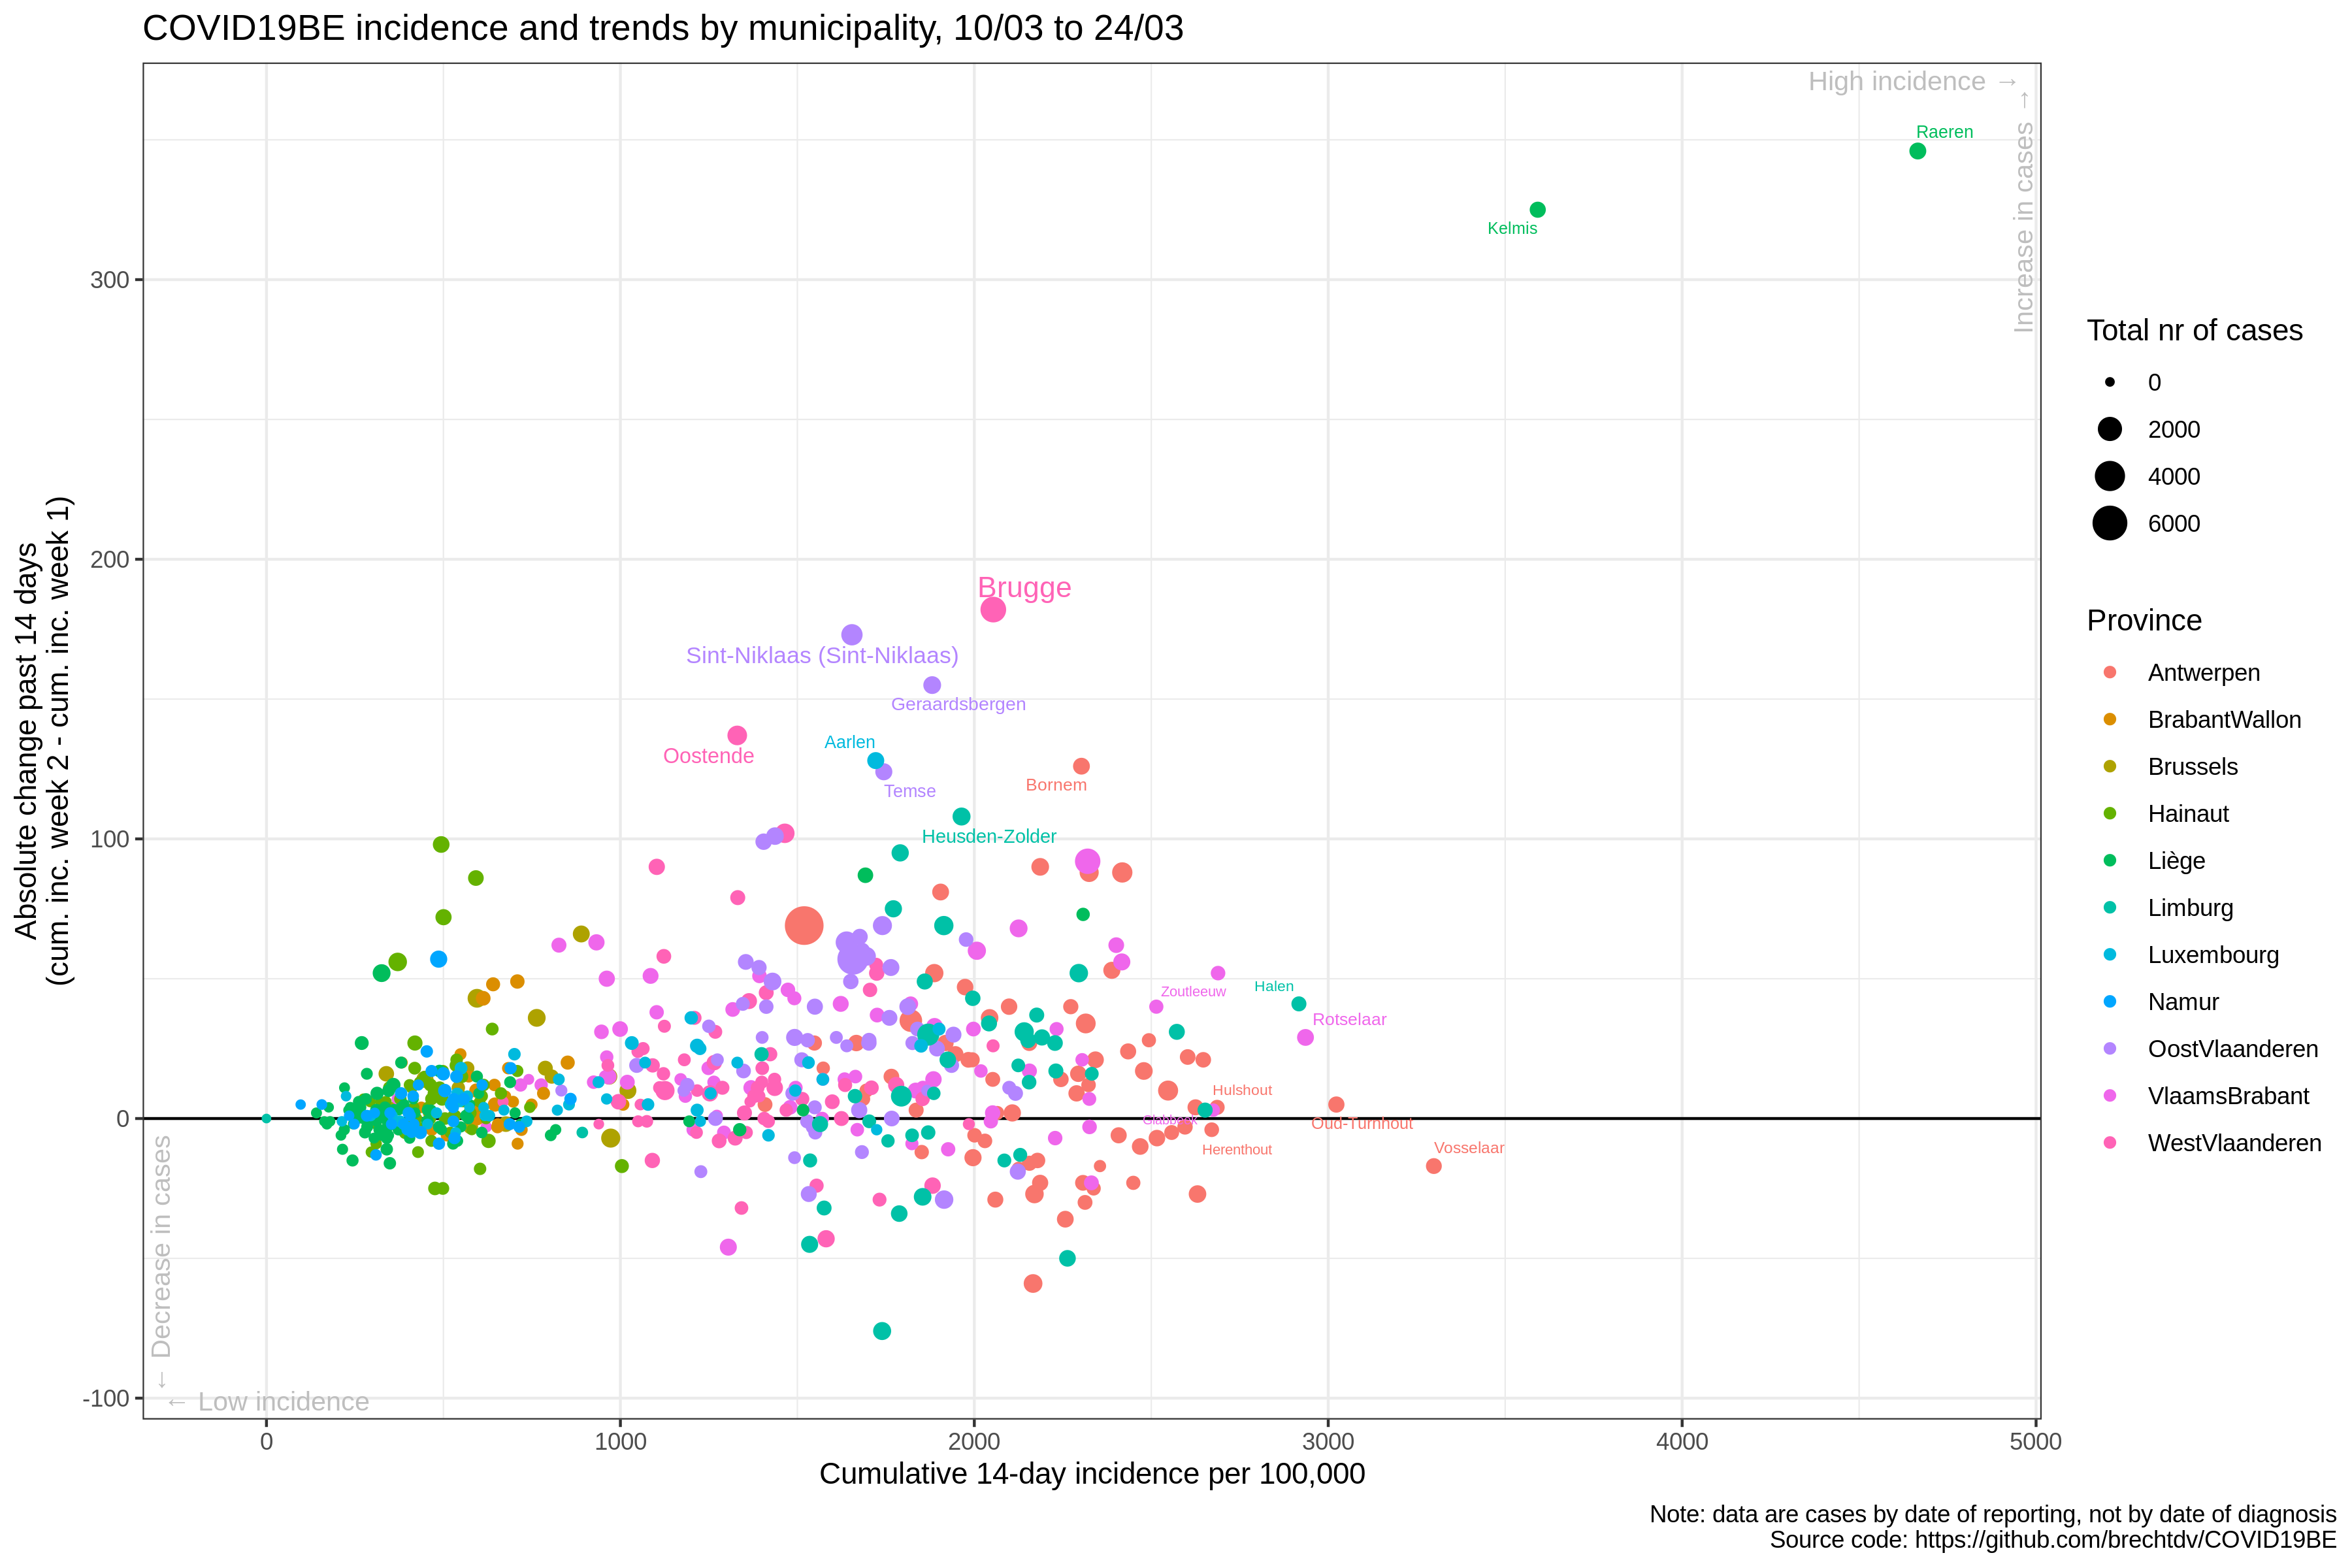 COVID19BE incidence and trends by municipality, 10/03 to 24/03
High incidence →
Increase in cases →
Raeren
Kelmis
300
200
100
0
-100
Absolute change past 14 days
(cum. inc. week 2 - cum. inc. week 1)
Brugge
Sint-Niklaas (Sint-Niklaas)
Geraardsbergen
Oostende
Aarlen
Temse
Bornem
Heusden-Zolder
Zoutleeuw
Halen
Rotselaar
Hulshout
Glabbeek
Oud-Turnhout
Herenthout
Vosselaar
← Decrease in cases
← Low incidence
0
1000
2000
3000
4000
5000
Cumulative 14-day incidence per 100,000
Total nr of cases
0
2000
4000
6000
Province
Antwerpen
BrabantWallon
Brussels
Hainaut
Liège
Limburg
Luxembourg
Namur
OostVlaanderen
VlaamsBrabant
WestVlaanderen
Note: data are cases by date of reporting, not by date of diagnosis
Source code: https://github.com/brechtdv/COVID19BE